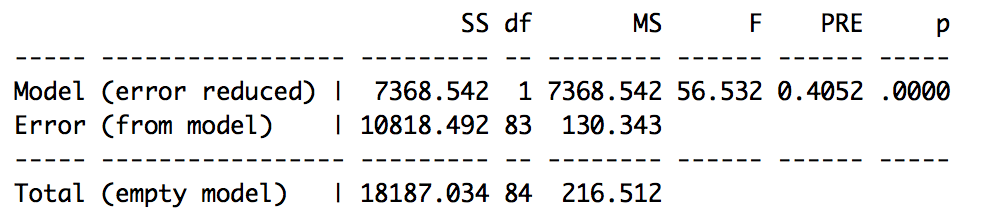 SS df MS F PRE p
----- ----------------- --------- -- -------- ------ ------ -----
Model (error reduced) | 7368.542 1 7368.542 56.532 0.4052 .0000
Error (from model) | 10818.492 83 130.343
----- ----------------- --------- -- -------- ------ ------ -----
Total (empty model) | 18187.034 84 216.512